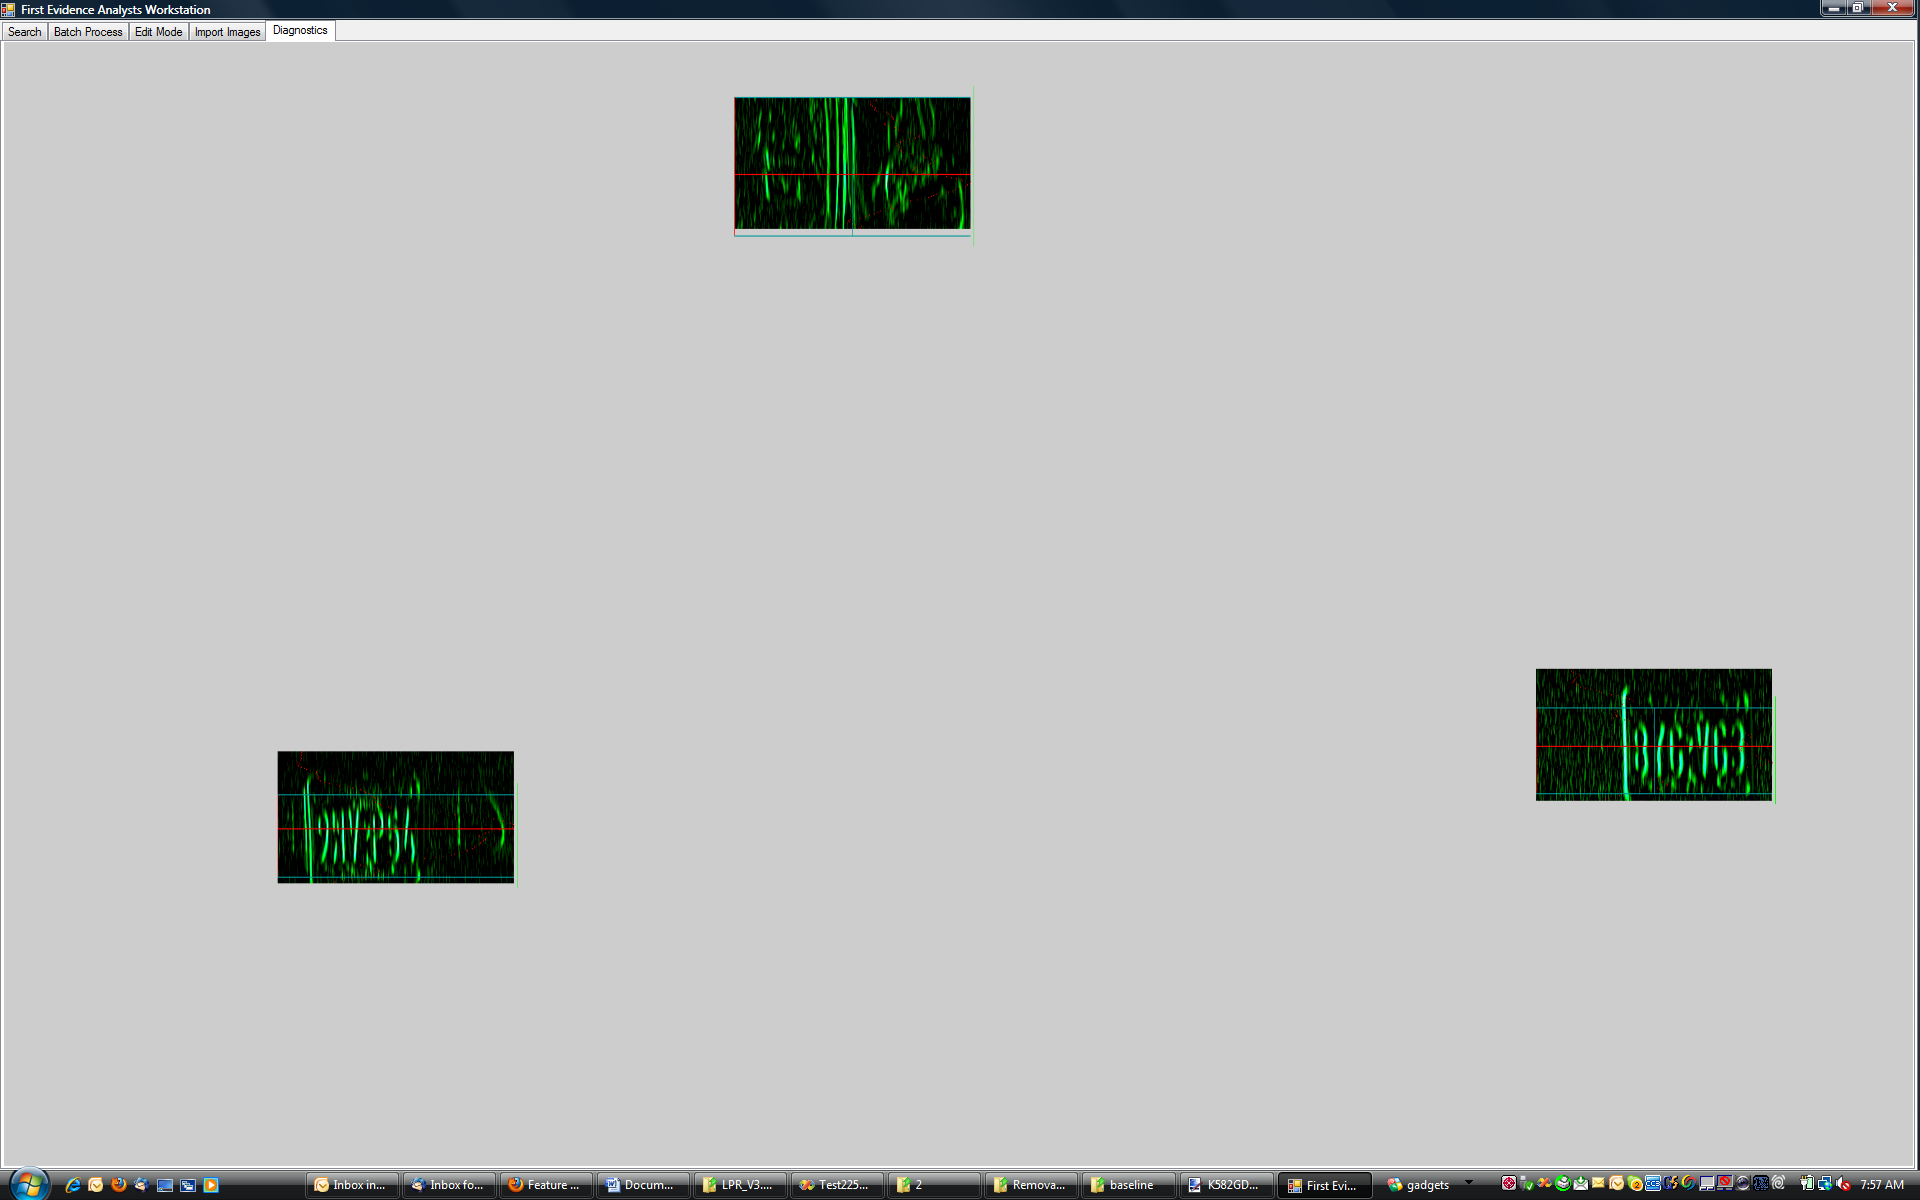 First Evidence Analysts Workstation
Search Batch Process Edit Mode Import Images Diagnostics
Inbox in... Inbox fo... Feature ... Docum... LPR_V3.... Test225... 2 Remova... baseline K582GD... First Evi... gadgets 7:57 AM